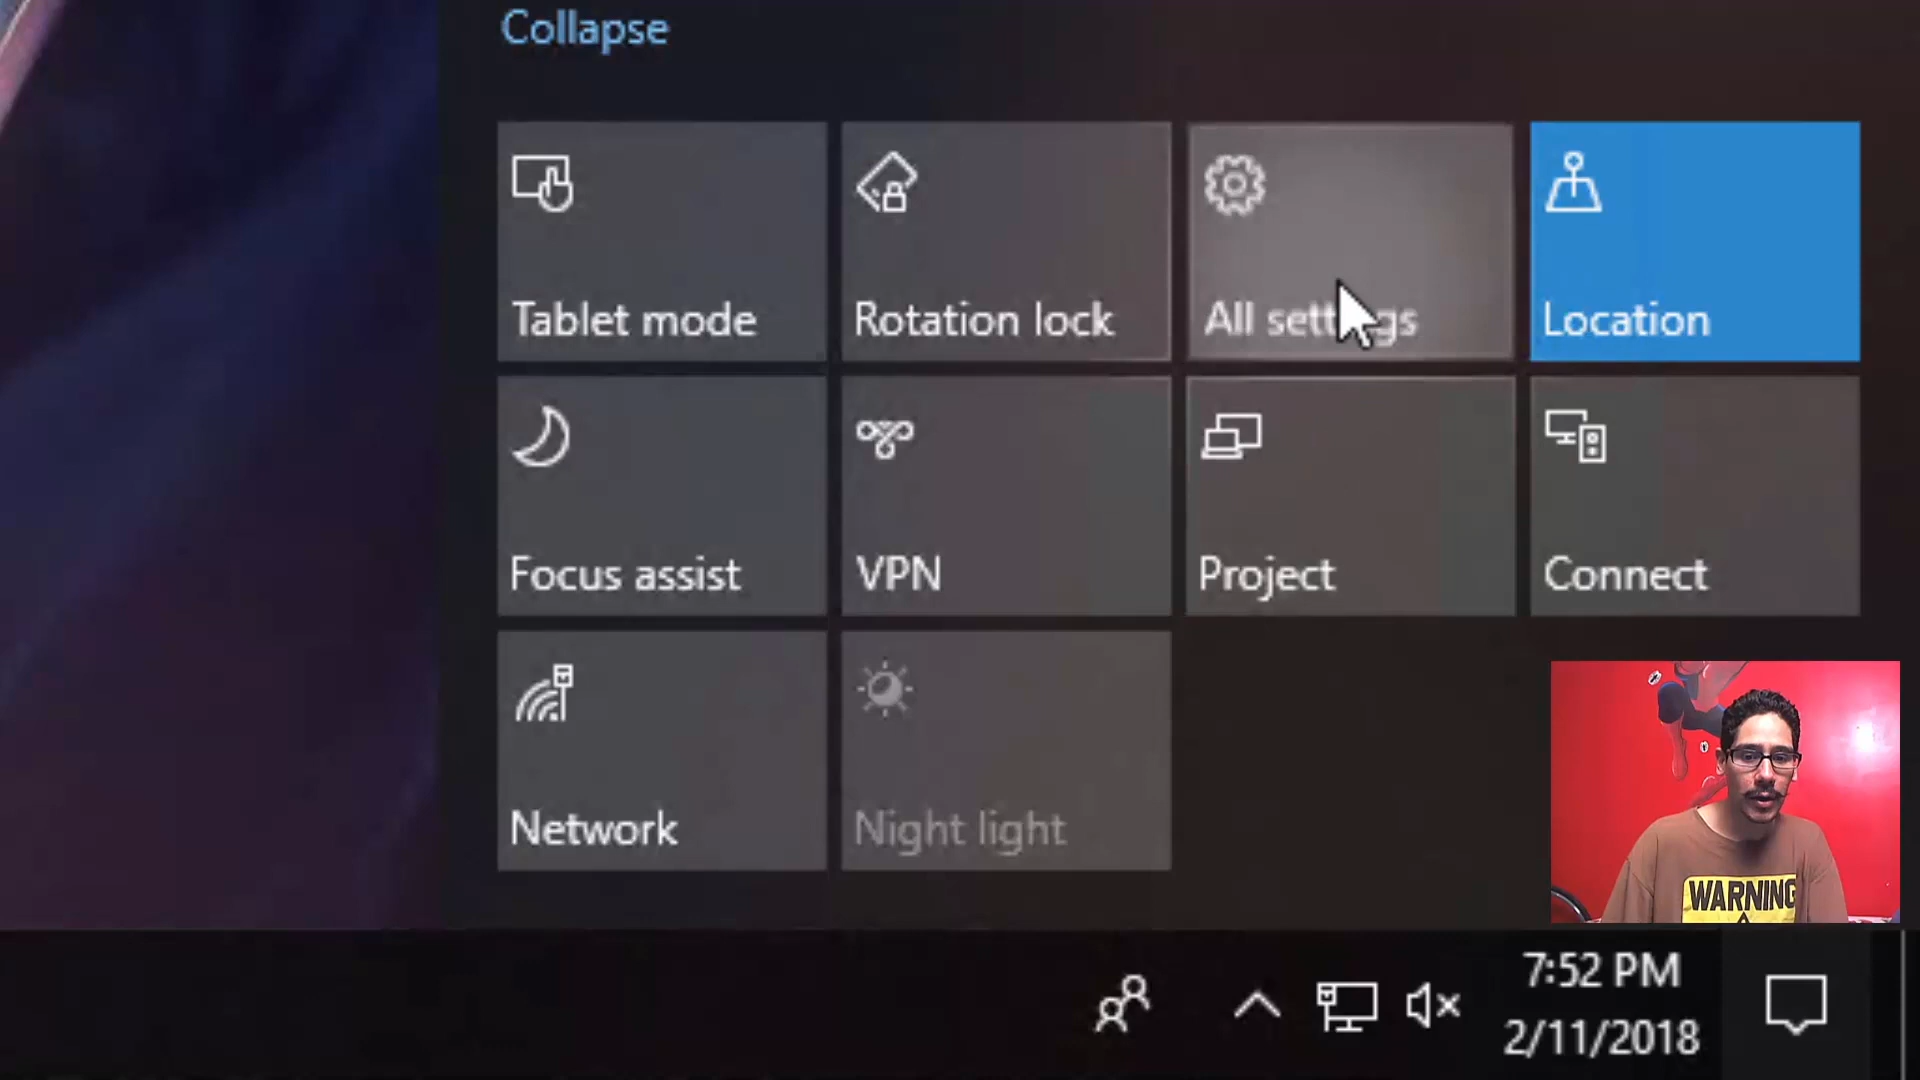 Collapse
Tablet mode
Rotation lock
All settings
Location
Focus assist
VPN
Project
Connect
Network
Night light
WARNING
7:52 PM
2/11/2018